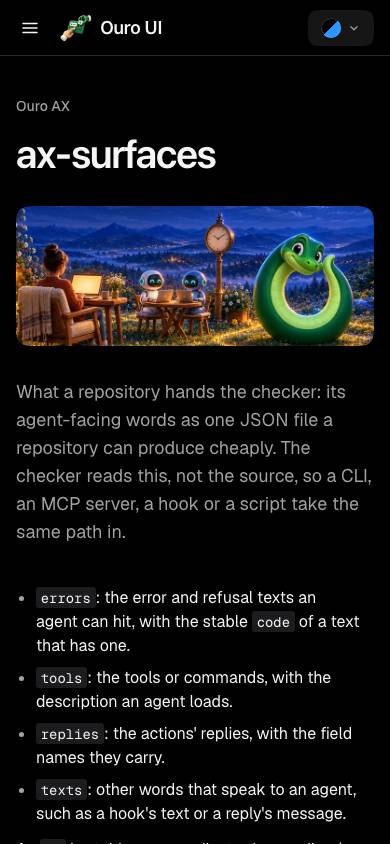 Ouro UI
Ouro AX
ax-surfaces
What a repository hands the checker: its
agent-facing words as one JSON file a
repository can produce cheaply. The
checker reads this, not the source, so a CLI,
an MCP server, a hook or a script take the
same path in.
errors: the error and refusal texts an
agent can hit, with the stable code of a text
that has one.
tools: the tools or commands, with the
description an agent loads.
replies: the actions' replies, with the field
names they carry.
texts: other words that speak to an agent,
such as a hook's text or a reply's message.